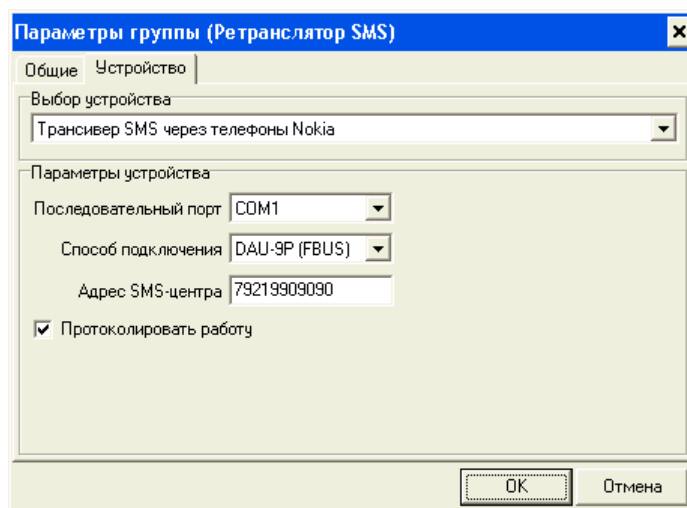 Параметры группы (Ретранслятор SMS)
Общие Устройство
Выбор устройства
Трансивер SMS через телефоны Nokia
Параметры устройства
Последовательный порт COM1
Способ подключения DAU-9P (FBUS)
Адрес SMS-центра 79219909090
Протоколировать работу
OK Отмена